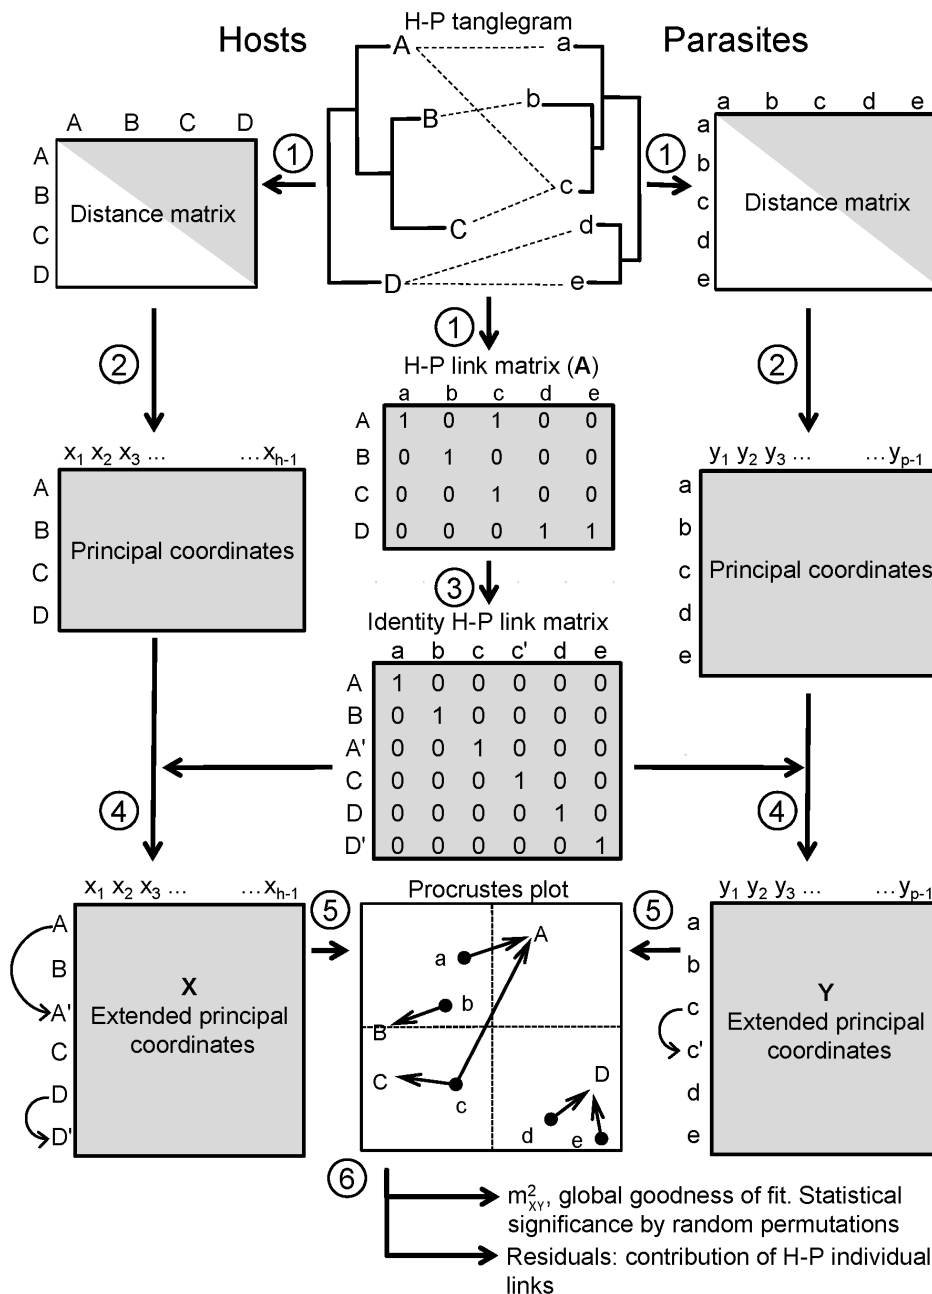 Hosts
H-P tanglegram
Parasites
A
a
B
b
c
C
d
D
e
A B C D
A
B
C
D
Distance matrix
1
1
a b c d e
a
b
c
d
e
Distance matrix
1
2
2
H-P link matrix (A)
a b c d e
A 1 0 1 0 0
B 0 1 0 0 0
C 0 0 1 0 0
D 0 0 0 1 1
x1 x2 x3 ... ...xh-1
A
B
C
D
Principal coordinates
y1 y2 y3 ... ...yp-1
a
b
c
d
e
Principal coordinates
3
Identity H-P link matrix
a b c c' d e
A 1 0 0 0 0 0
B 0 1 0 0 0 0
A' 0 0 1 0 0 0
C 0 0 0 1 0 0
D 0 0 0 0 1 0
D' 0 0 0 0 0 1
4
4
x1 x2 x3 ... ...xh-1
A
B
A'
C
D
D'
X
Extended principal
coordinates
5
Procrustes plot
A
a
b
B
C
c
D
d
e
5
y1 y2 y3 ... ...yp-1
a
b
c
c'
d
e
Y
Extended principal
coordinates
6
m²XY, global goodness of fit. Statistical
significance by random permutations
Residuals: contribution of H-P individual
links